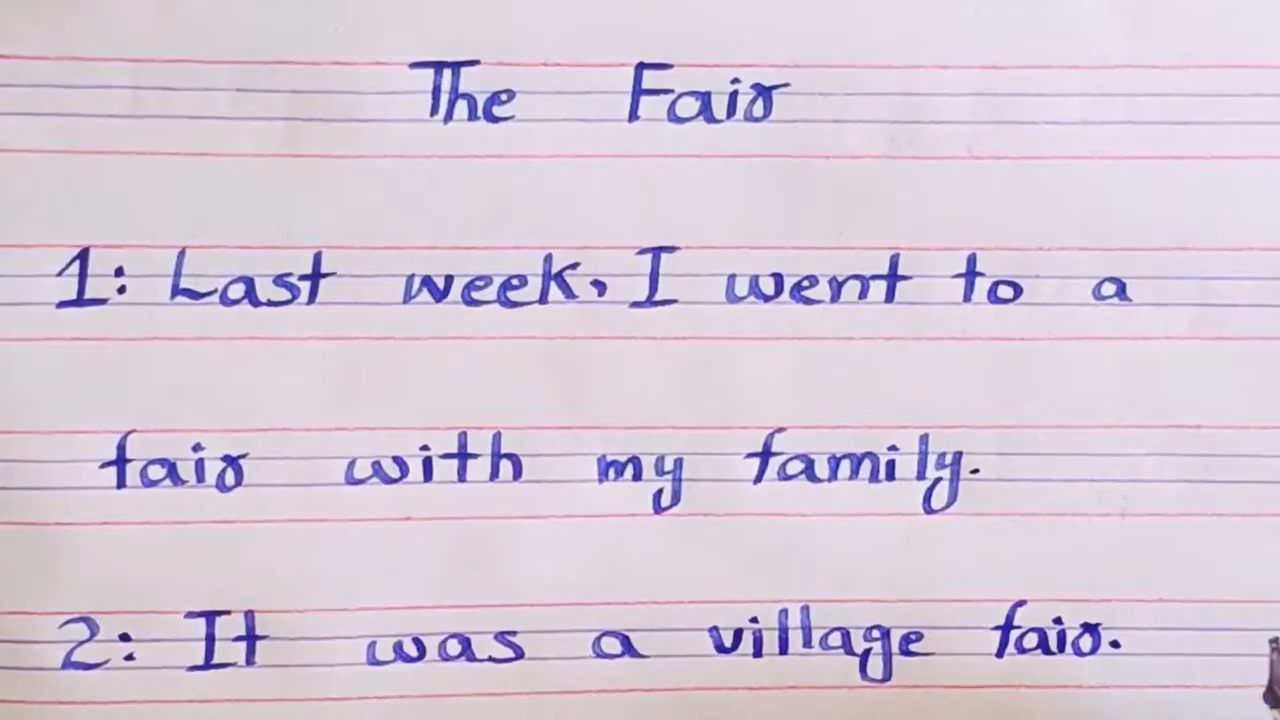 The Fair
1: Last week, I went to a
fair with my family.
2: It was a village fair.